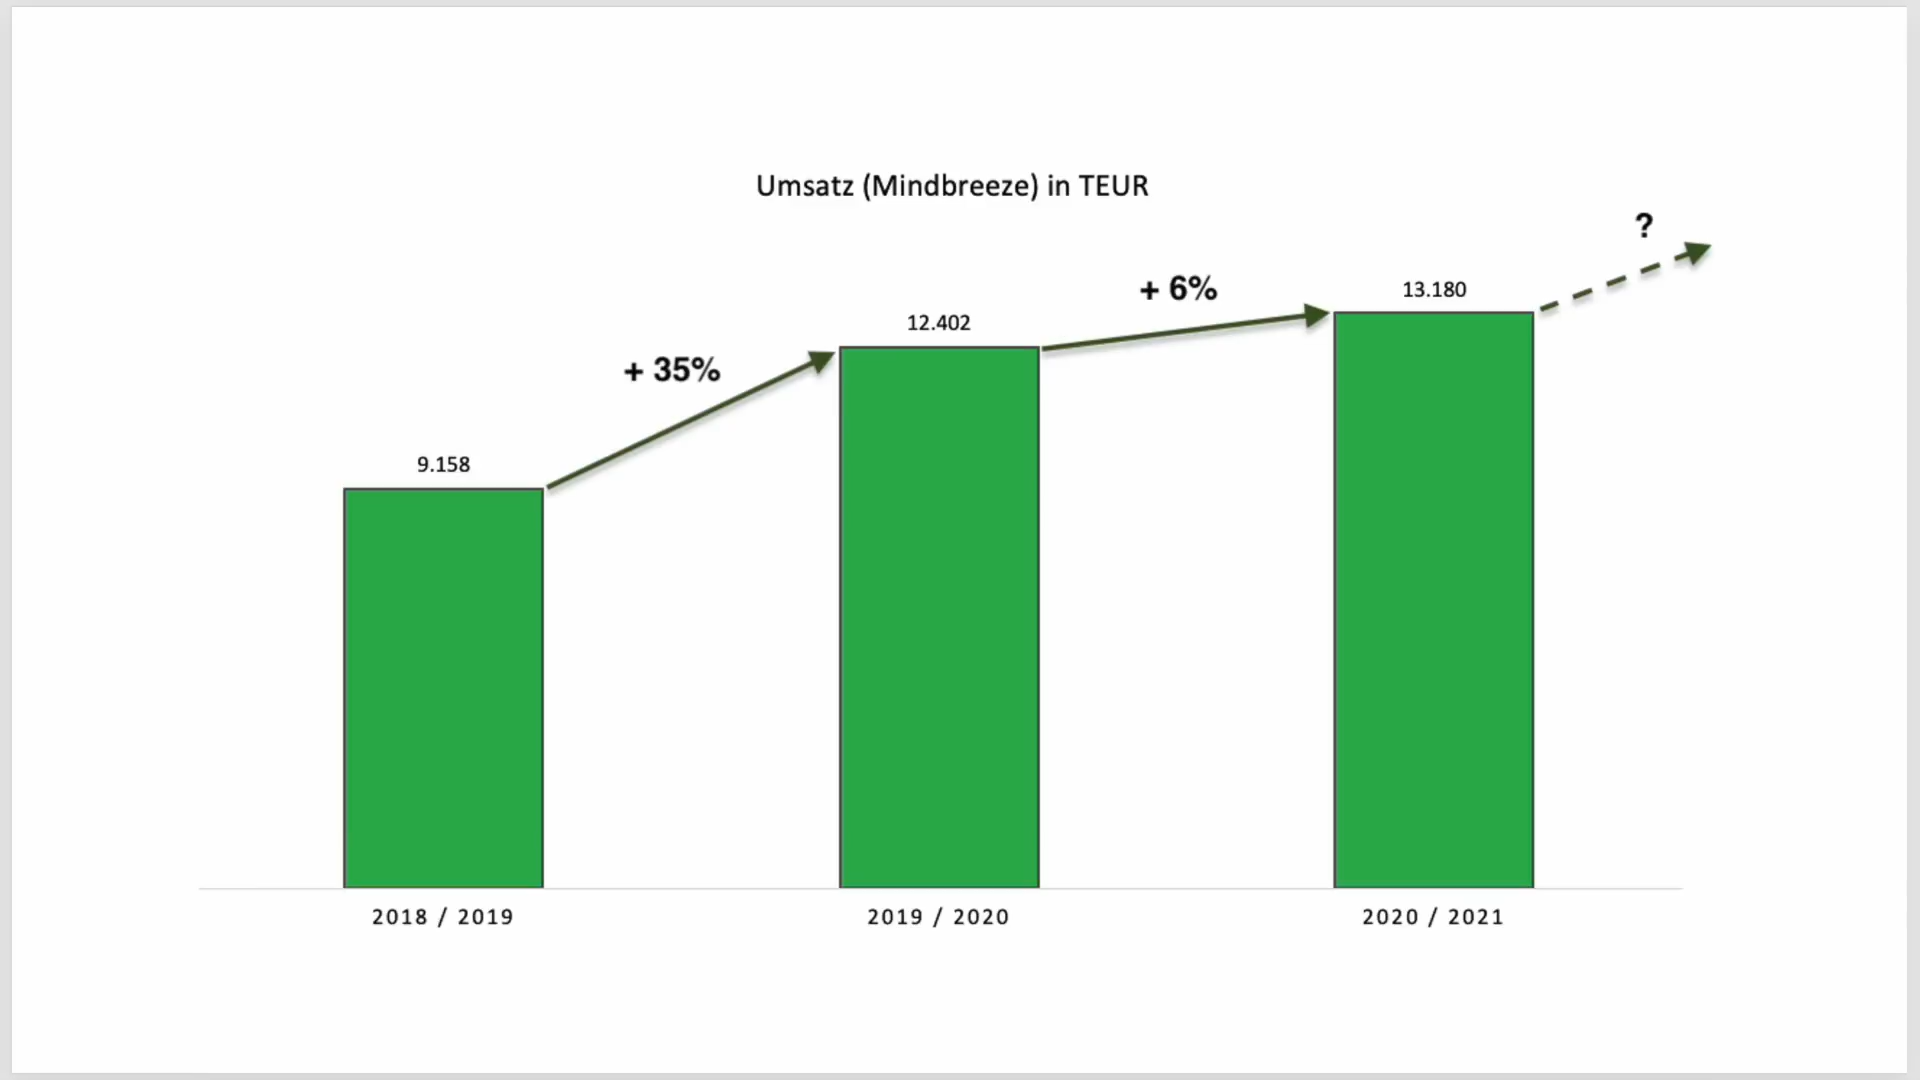 Umsatz (Mindbreeze) in TEUR
?
+ 6%
13.180
12.402
+ 35%
9.158
2018 / 2019
2019 / 2020
2020 / 2021